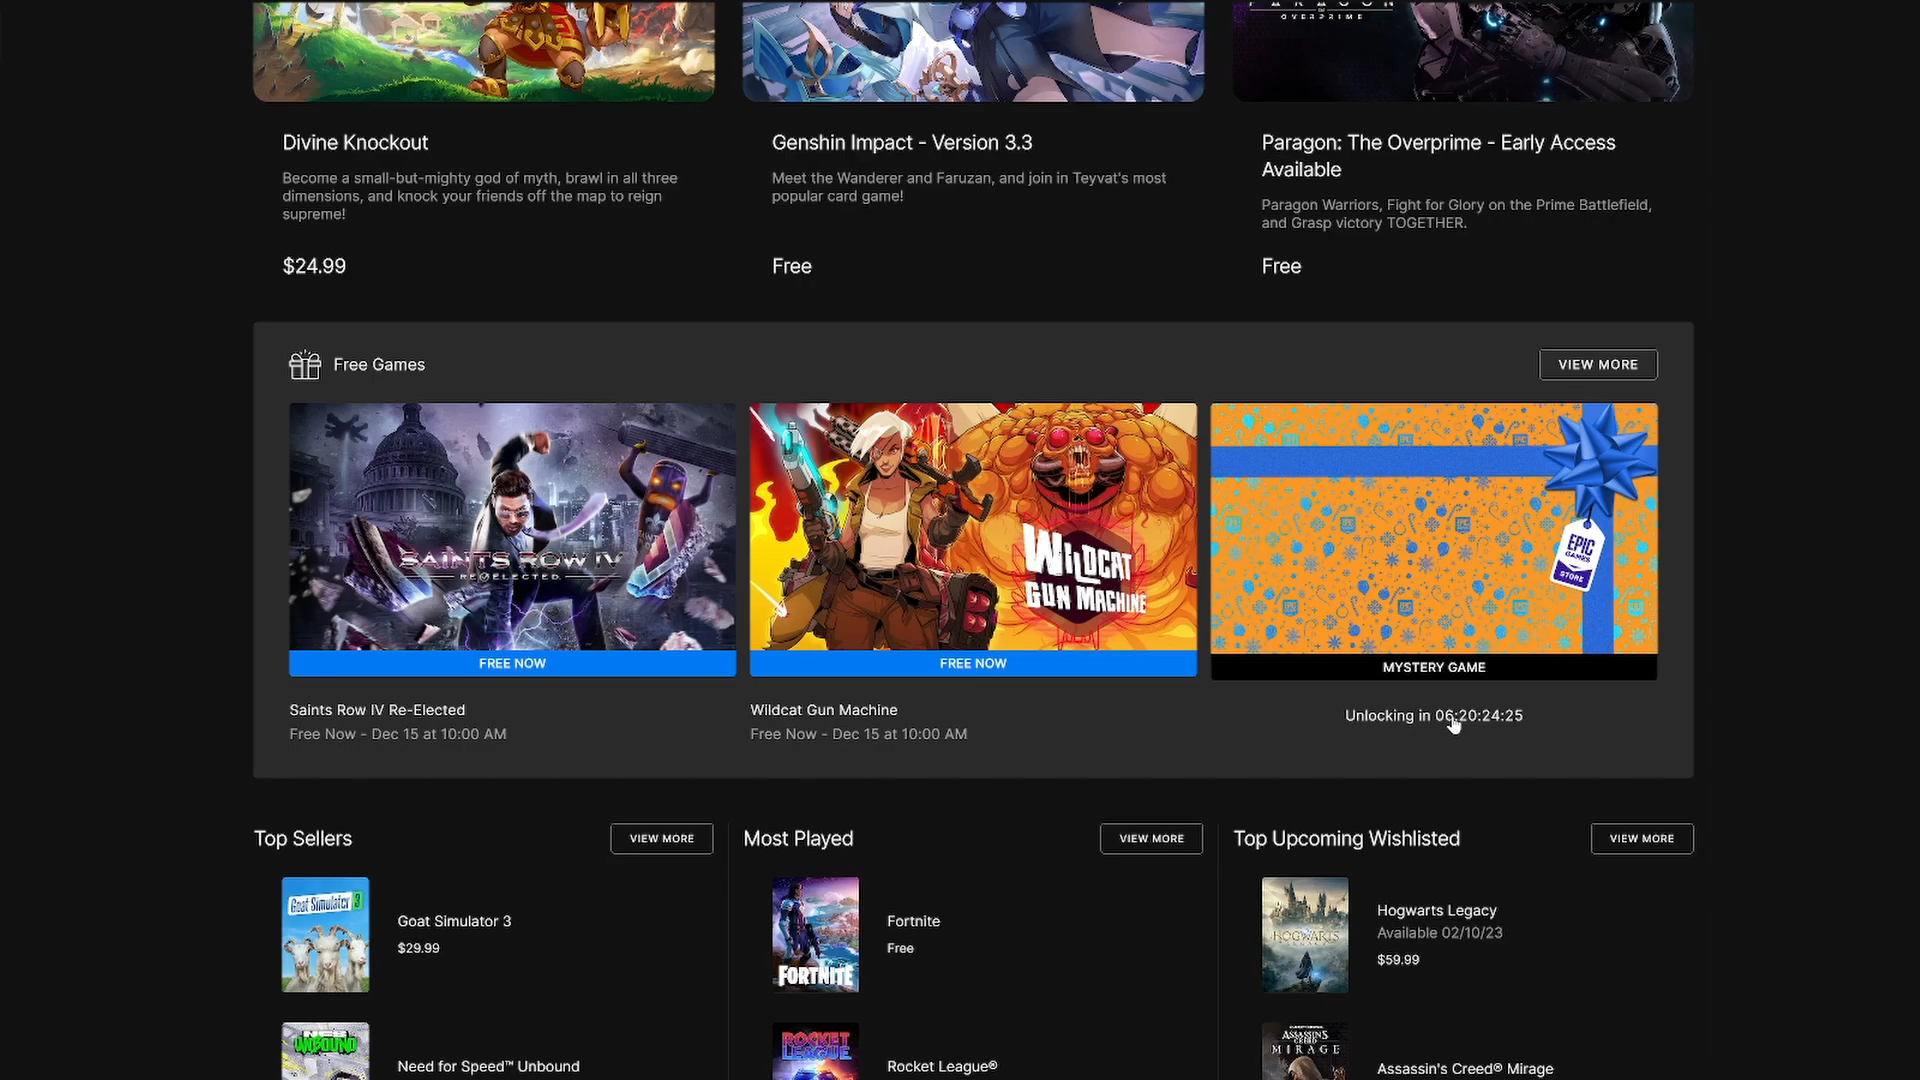 PARAGON
OVERPRIME
Divine Knockout
Become a small-but-mighty god of myth, brawl in all three
dimensions, and knock your friends off the map to reign
supreme!
$24.99
Genshin Impact - Version 3.3
Meet the Wanderer and Faruzan, and join in Teyvat's most
popular card game!
Free
Paragon: The Overprime - Early Access
Available
Paragon Warriors, Fight for Glory on the Prime Battlefield,
and Grasp victory TOGETHER.
Free
Free Games
VIEW MORE
SAINTS ROW IV
RE-ELECTED
FREE NOW
Saints Row IV Re-Elected
Free Now - Dec 15 at 10:00 AM
WILDCAT
GUN MACHINE
FREE NOW
Wildcat Gun Machine
Free Now - Dec 15 at 10:00 AM
EPIC
GAMES
STORE
MYSTERY GAME
Unlocking in 06:20:24:25
Top Sellers
VIEW MORE
Goat Simulator 3
Goat Simulator 3
$29.99
NFS
UNBOUND
Need for Speed™ Unbound
Most Played
VIEW MORE
FORTNITE
Fortnite
Free
ROCKET
LEAGUE
Rocket League®
Top Upcoming Wishlisted
VIEW MORE
HOGWARTS
Hogwarts Legacy
Available 02/10/23
$59.99
ASSASSIN'S
CREED
MIRAGE
Assassin's Creed® Mirage